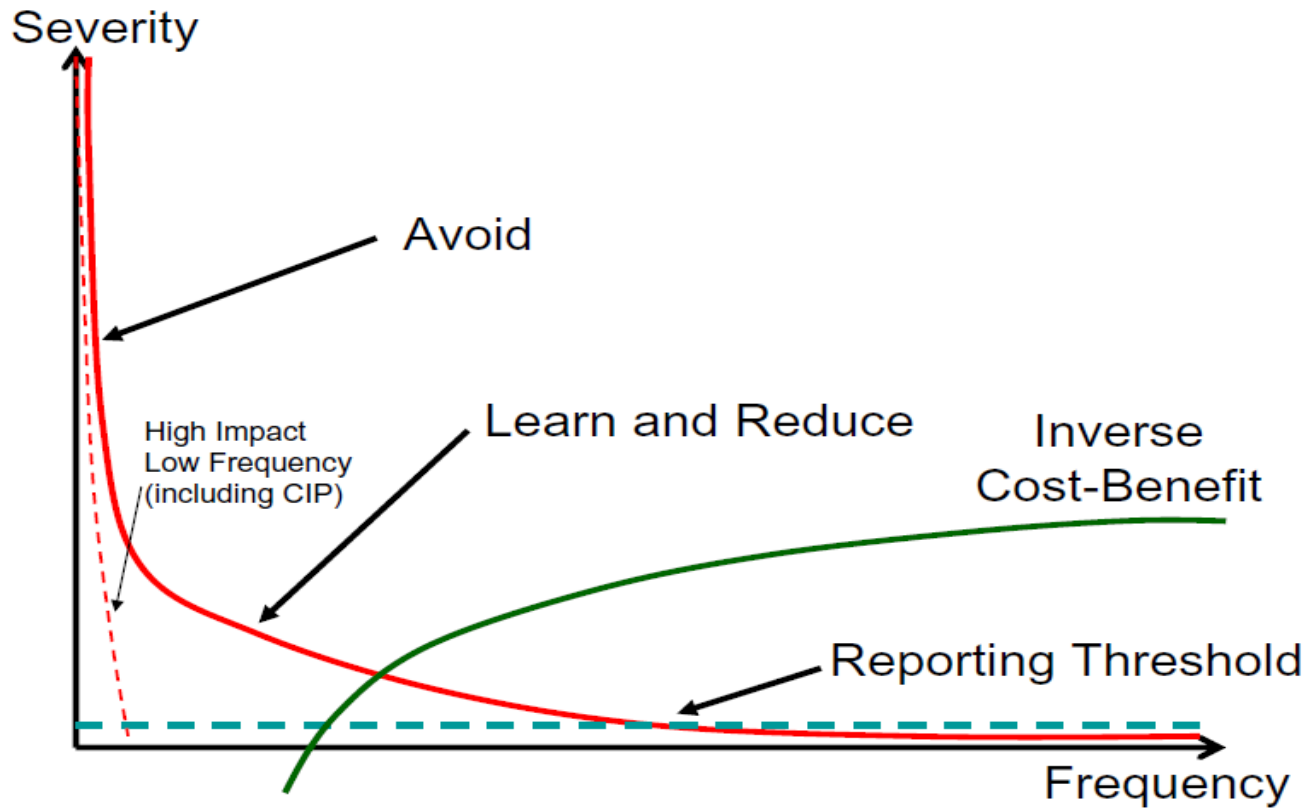 Severity
Avoid
Learn and Reduce
High Impact
Low Frequency
(including CIP)
Inverse
Cost-Benefit
Reporting Threshold
Frequency